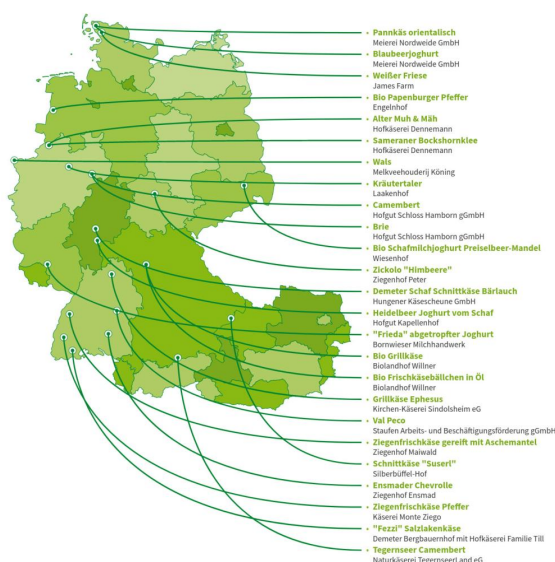 Pannkäs orientalisch
Meierei Nordweide GmbH
Blaubeerjoghurt
Meierei Nordweide GmbH
Weißer Friese
James Farm
Bio Papenburger Pfeffer
Engelnhof
Alter Muh & Mäh
Hofkäserei Dennemann
Sameraner Bockshornklee
Hofkäserei Dennemann
Wals
Melkveehouderij Köning
Kräutertaler
Laakenhof
Camembert
Hofgut Schloss Hamborn gGmbH
Brie
Hofgut Schloss Hamborn gGmbH
Bio Schafmilchjoghurt Preiselbeer-Mandel
Wiesenhof
Zickolo "Himbeere"
Ziegenhof Peter
Demeter Schaf Schnittkäse Bärlauch
Hungener Käsescheune GmbH
Heidelbeer Joghurt vom Schaf
Hofgut Kapellenhof
"Frieda" abgetropfter Joghurt
Bornwieser Milchhandwerk
Bio Grillkäse
Biolandhof Willner
Bio Frischkäsebällchen in Öl
Biolandhof Willner
Grillkäse Ephesus
Kirchen-Käserei Sindolsheim eG
Val Peco
Staufen Arbeits- und Beschäftigungsförderung gGmbH
Ziegenfrischkäse gereift mit Aschemantel
Ziegenhof Maiwald
Schnittkäse "Suserl"
Silberbüffel-Hof
Ensmader Chevrolle
Ziegenhof Ensmad
Ziegenfrischkäse Pfeffer
Käserei Monte Ziego
"Fezzi" Salzlakenkäse
Demeter Bergbauernhof mit Hofkäserei Familie Till
Tegernseer Camembert
Naturkäserei TegernseerLand eG